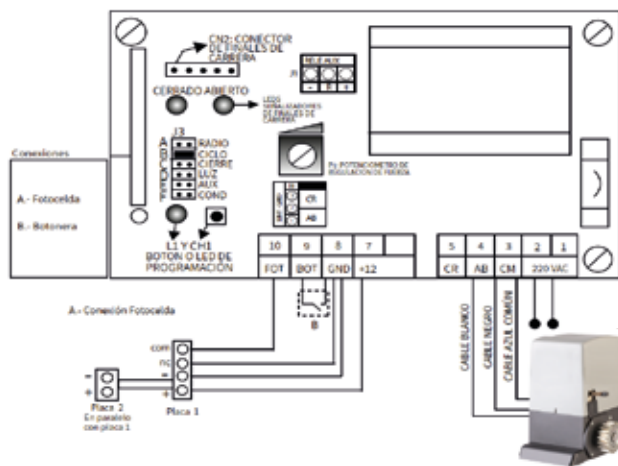 CN2: CONECTOR
DE FINALES DE
CARRERA
RELE AUX
J1
- R +
CERRADO ABIERTO
LEDS
SEÑALIZADORES
DE FINALES DE
CARRERA
J3
A RADIO
B CICLO
C CIERRE
LUZ
AUX
COND
P1: POTENCIOMETRO DE
REGULACION DE FUERZA
CR
AB
Conexiones
A.- Fotocelda
B.- Botonera
L1 Y CH1
BOTON O LED DE
PROGRAMACIÓN
10 9 8 7
FOT BOT GND +12
5 4 3 2 1
CR AB CM 220 VAC
A.- Conexión Fotocelda
B
CABLE BLANCO
CABLE NEGRO
CABLE AZUL COMÚN
com
nc
-
+
-
+
Placa 1
Placa 2
En paralelo
con placa 1